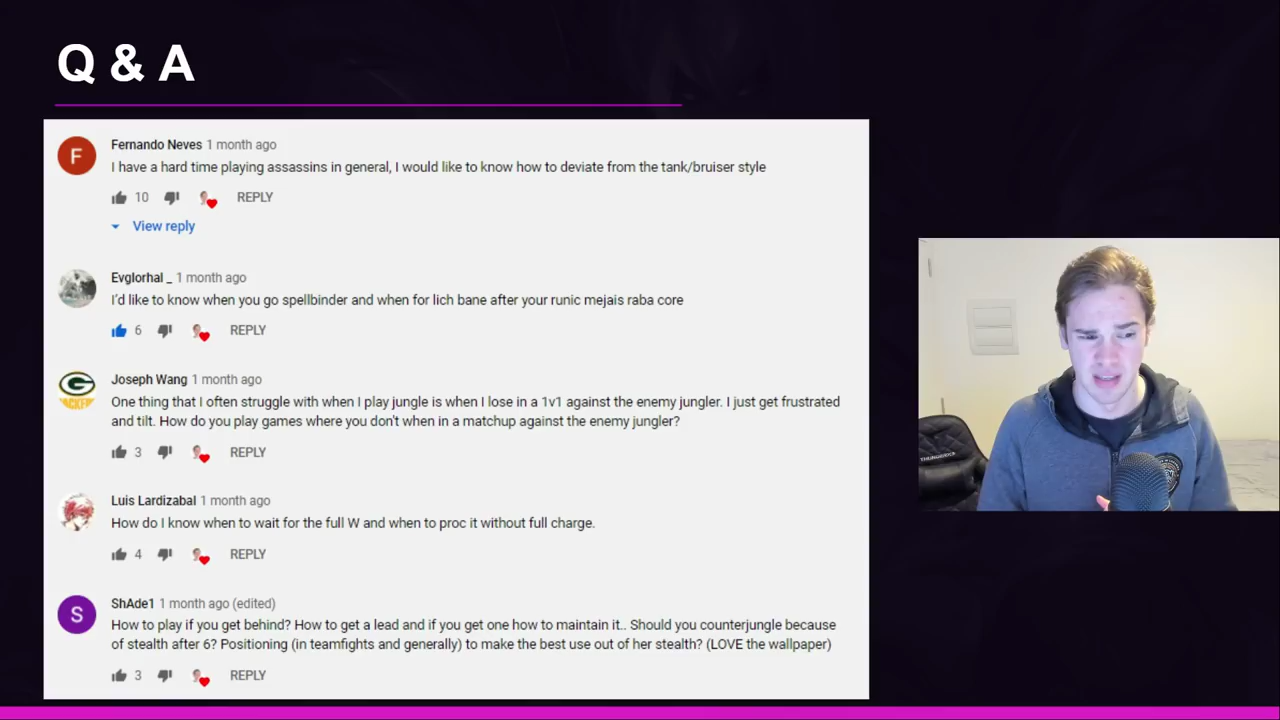 Q & A
F
Fernando Neves 1 month ago
I have a hard time playing assassins in general, I would like to know how to deviate from the tank/bruiser style
10 REPLY
View reply
Evglorhal _ 1 month ago
I'd like to know when you go spellbinder and when for lich bane after your runic mejais raba core
6 REPLY
Joseph Wang 1 month ago
One thing that I often struggle with when I play jungle is when I lose in a 1v1 against the enemy jungler. I just get frustrated
and tilt. How do you play games where you don't when in a matchup against the enemy jungler?
3 REPLY
Luis Lardizabal 1 month ago
How do I know when to wait for the full W and when to proc it without full charge.
4 REPLY
S
ShAde1 1 month ago (edited)
How to play if you get behind? How to get a lead and if you get one how to maintain it.. Should you counterjungle because
of stealth after 6? Positioning (in teamfights and generally) to make the best use out of her stealth? (LOVE the wallpaper)
3 REPLY